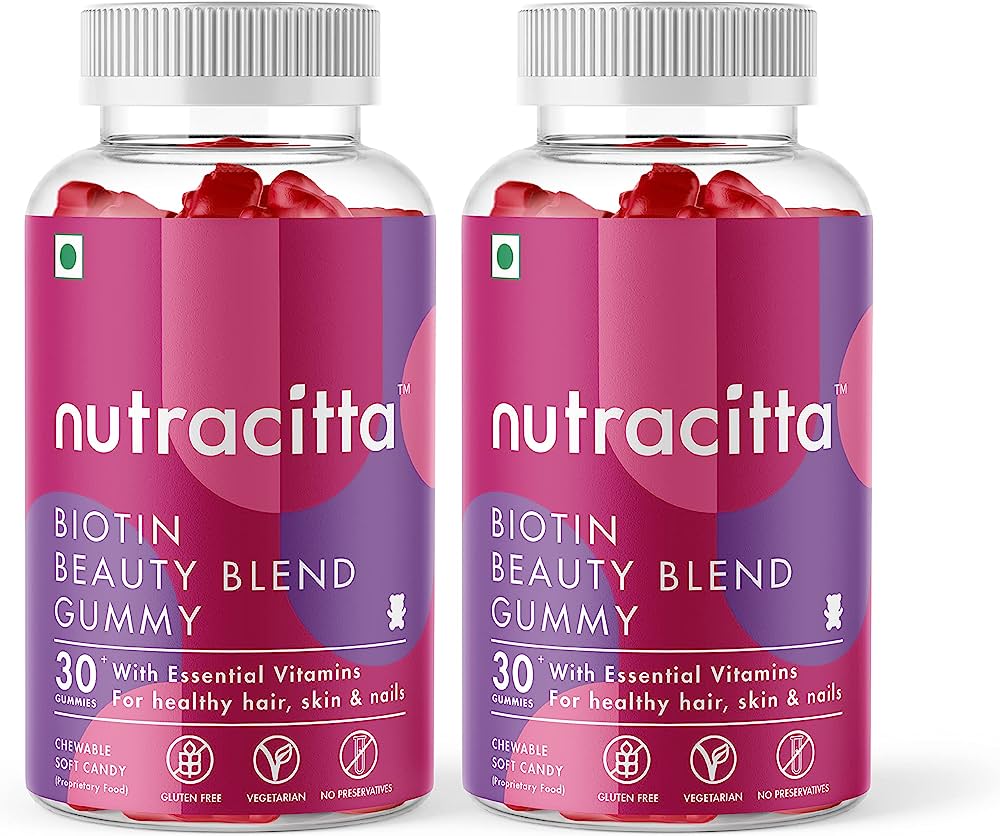 nutracitta™
BIOTIN
BEAUTY BLEND
GUMMY
30+
GUMMIES
With Essential Vitamins
For healthy hair, skin & nails
CHEWABLE
SOFT CANDY
(Proprietary Food)
GLUTEN FREE
VEGETARIAN
NO PRESERVATIVES
nutracitta™
BIOTIN
BEAUTY BLEND
GUMMY
30+
GUMMIES
With Essential Vitamins
For healthy hair, skin & nails
CHEWABLE
SOFT CANDY
(Proprietary Food)
GLUTEN FREE
VEGETARIAN
NO PRESERVATIVES